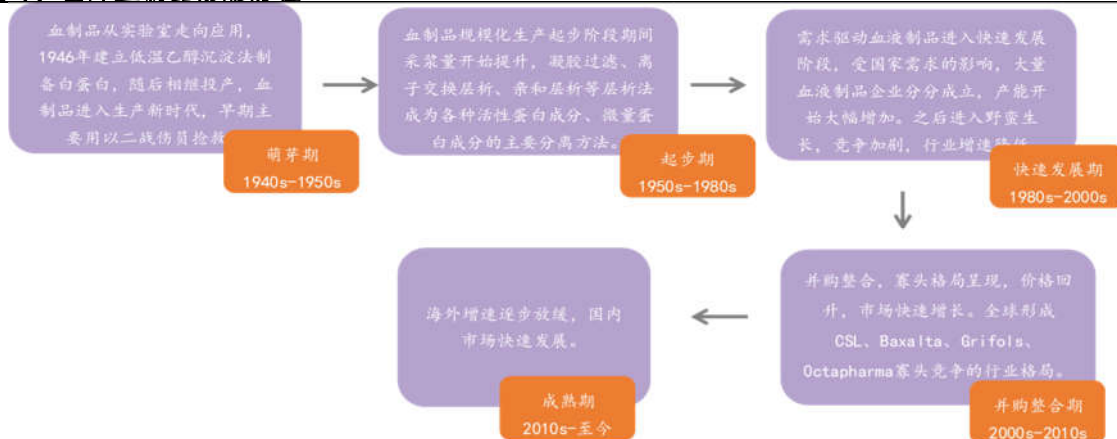 血制品从实验室走向应用,
1946年建立低温乙醇沉淀法制
备白蛋白, 随后相继投产, 血
制品进入生产新时代, 早期主
要用以二战伤员抢救
萌芽期
1940s-1950s
血制品规模化生产起步阶段期间
采浆量开始提升, 凝胶过滤、离
子交换层析、亲和层析等层析法
成为各种活性蛋白成分、微量蛋
白成分的主要分离方法。
起步期
1950s-1980s
需求驱动血液制品进入快速发展
阶段, 受国家需求的影响, 大量
血液制品企业分分成立, 产能开
始大幅增加。之后进入野蛮生
长, 竞争加剧, 行业增速降低
快速发展期
1980s-2000s
并购整合, 寡头格局呈现, 价格回
升, 市场快速增长。全球形成
CSL、Baxalta、Grifols、
Octapharma寡头竞争的行业格局。
并购整合期
2000s-2010s
海外增速逐步放缓, 国内
市场快速发展。
成熟期
2010s-至今